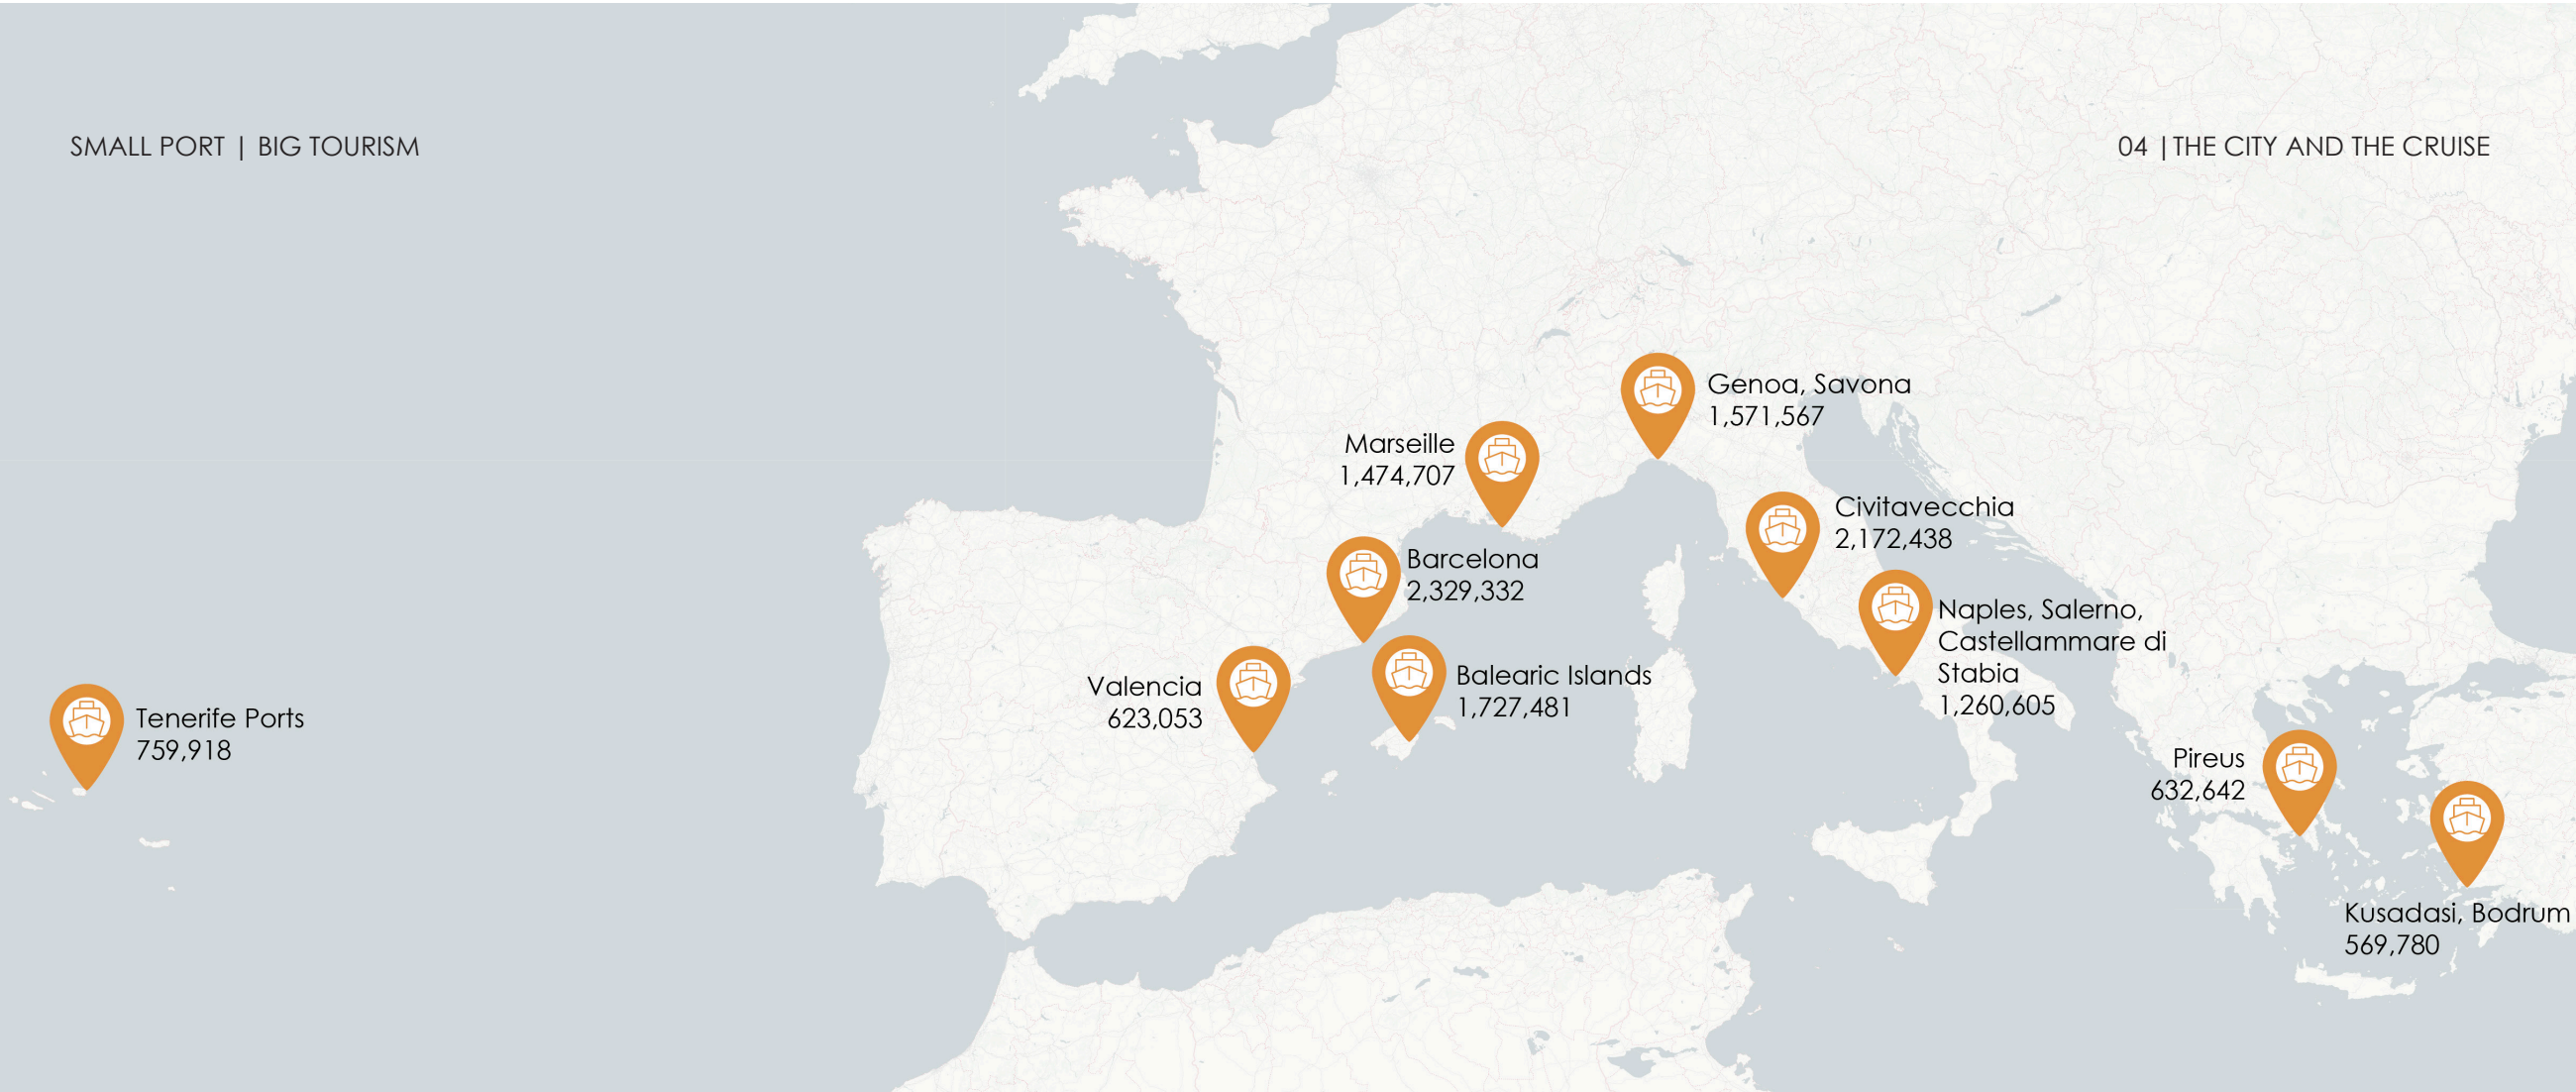 SMALL PORT | BIG TOURISM
04 |THE CITY AND THE CRUISE
Genoa, Savona
1,571,567
Marseille
1,474,707
Civitavecchia
2,172,438
Barcelona
2,329,332
Naples, Salerno,
Castellammare di
Stabia
1,260,605
Balearic Islands
1,727,481
Valencia
623,053
Tenerife Ports
759,918
Pireus
632,642
Kusadasi, Bodrum
569,780